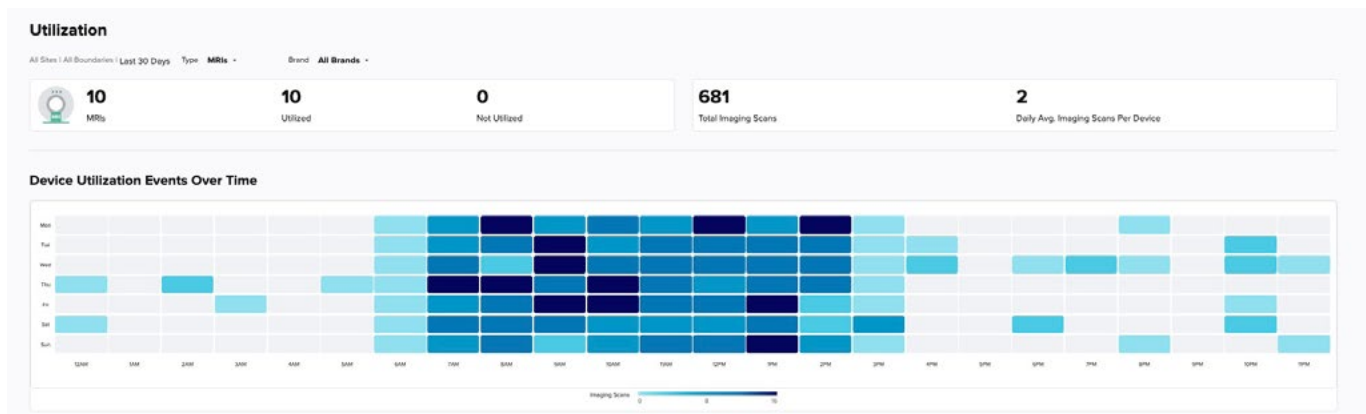 Utilization
All Sites | All Boundaries | Last 30 Days Type MRIs Brand All Brands
10 10 0 681 2
MRIs Utilized Not Utilized Total Imaging Scans Daily Avg. Imaging Scans Per Device
Device Utilization Events Over Time
Mon
Tue
Wed
Thu
Fri
Sat
Sun
12AM 1AM 2AM 3AM 4AM 5AM 6AM 7AM 8AM 9AM 10AM 11AM 12PM 1PM 2PM 3PM 4PM 5PM 6PM 7PM 8PM 9PM 10PM 11PM
Imaging Scans
0 8